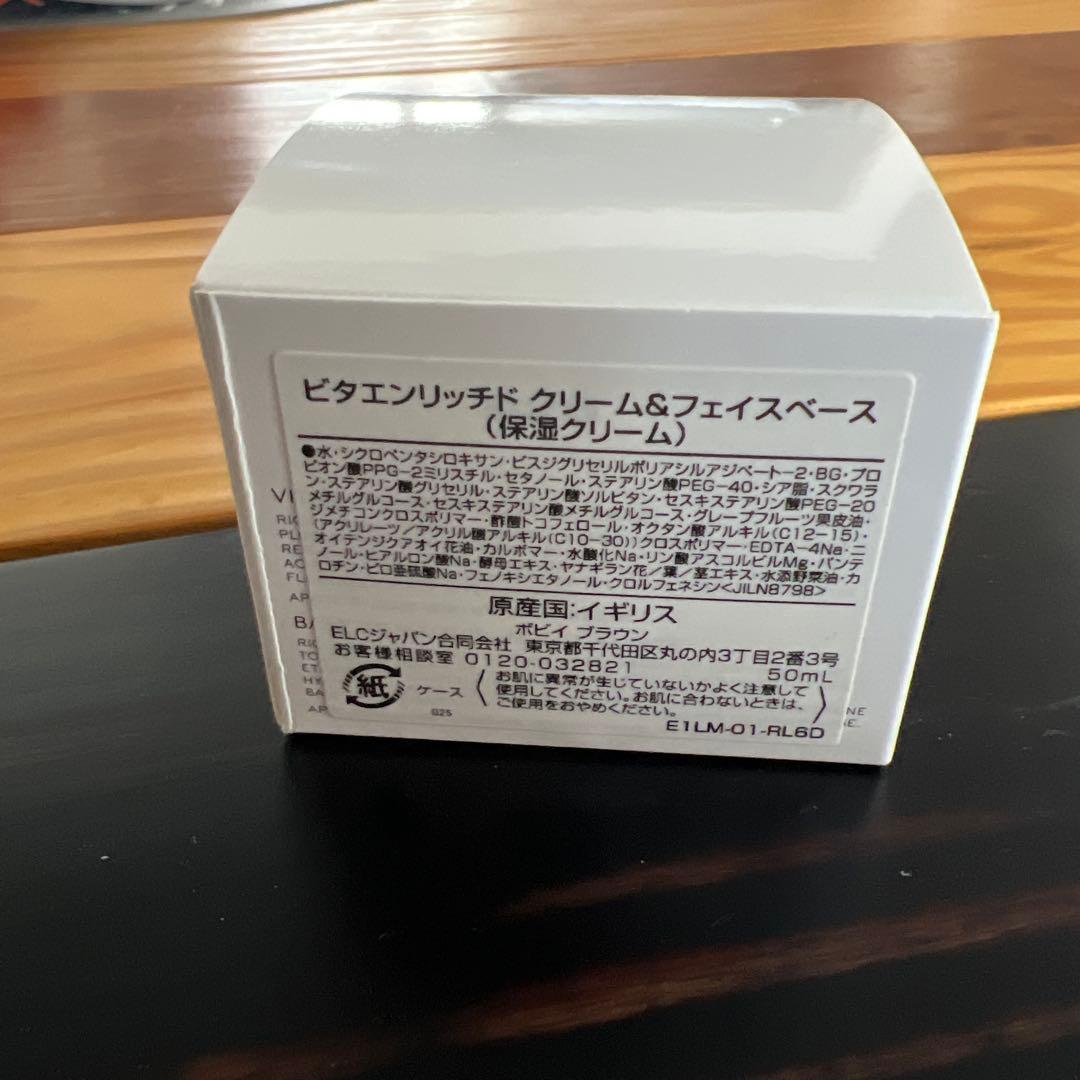 ビタエンリッチド クリーム&フェイスベース
(保湿クリーム)
●水・シクロペンタシロキサン・ビスジグリセリルポリアシルアジペート-2・BG・プロ
ピオン酸PPG-2ミリスチル・セタノール・ステアリン酸PEG-40・シア脂・スクワラ
ン・ステアリン酸グリセリル・ステアリン酸ソルビタン・セスキステアリン酸PEG-20
メチルグルコース・セスキステアリン酸メチルグルコース・グレープフルーツ果皮油・
ジメチコンクロスポリマー・酢酸トコフェロール・オクタン酸アルキル(C12-15)・
(アクリレーツ/アクリル酸アルキル(C10-30))クロスポリマー・EDTA-4Na・ニ
オイテンジクアオイ花油・カルボマー・水酸化Na・リン酸アスコルビルMg・パンテ
ノール・ヒアルロン酸Na・酵母エキス・ヤナギラン花/葉/茎エキス・水添野菜油・カ
ロチン・ピロ亜硫酸Na・フェノキシエタノール・クロルフェネシン<JILN8798>
原産国:イギリス
ボビイ ブラウン
ELCジャパン合同会社 東京都千代田区丸の内3丁目2番3号
お客様相談室 0120-032821 50mL
紙 ケース
お肌に異常が生じていないかよく注意して
使用してください。お肌に合わないときは、
ご使用をおやめください。
G25
E1LM-01-RL6D